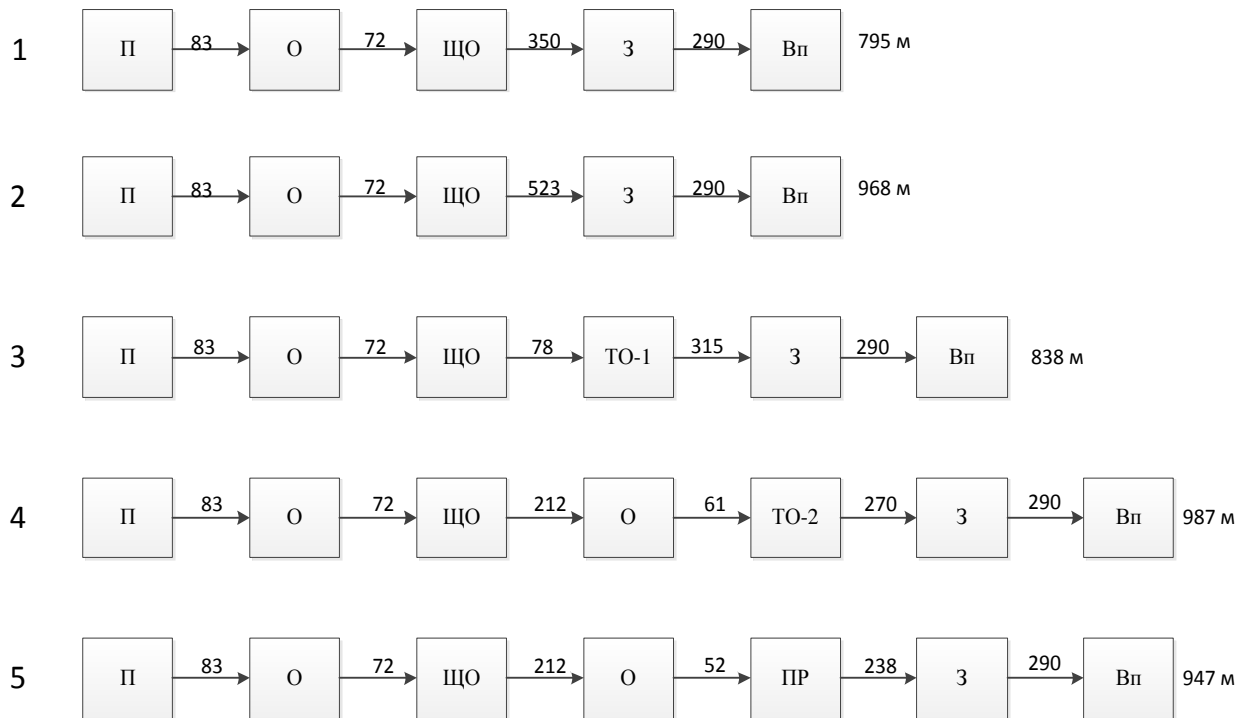 1 П 83 О 72 ЩО 350 З 290 Вп 795 м
2 П 83 О 72 ЩО 523 З 290 Вп 968 м
3 П 83 О 72 ЩО 78 ТО-1 315 З 290 Вп 838 м
4 П 83 О 72 ЩО 212 О 61 ТО-2 270 З 290 Вп 987 м
5 П 83 О 72 ЩО 212 О 52 ПР 238 З 290 Вп 947 м